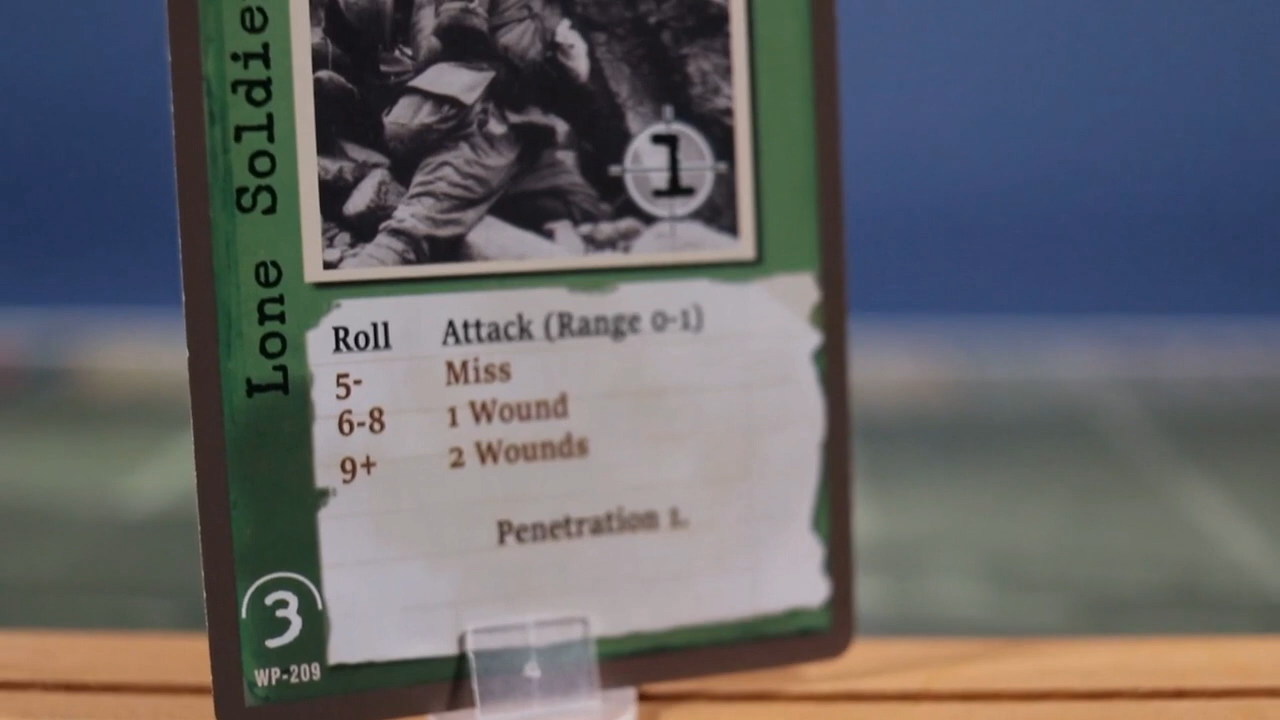 Lone Soldie
1
Roll Attack (Range 0-1)
5- Miss
6-8 1 Wound
9+ 2 Wounds
Penetration 1.
3
WP-209